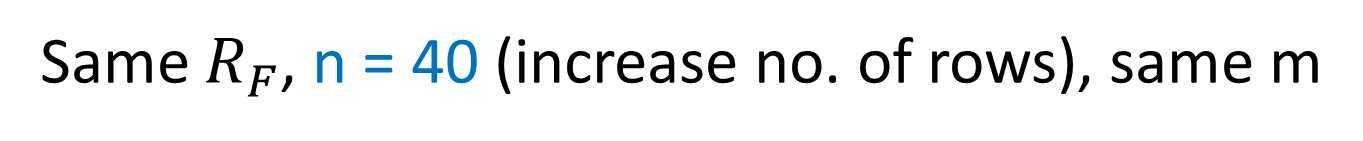 Same R_F, n = 40 (increase no. of rows), same m